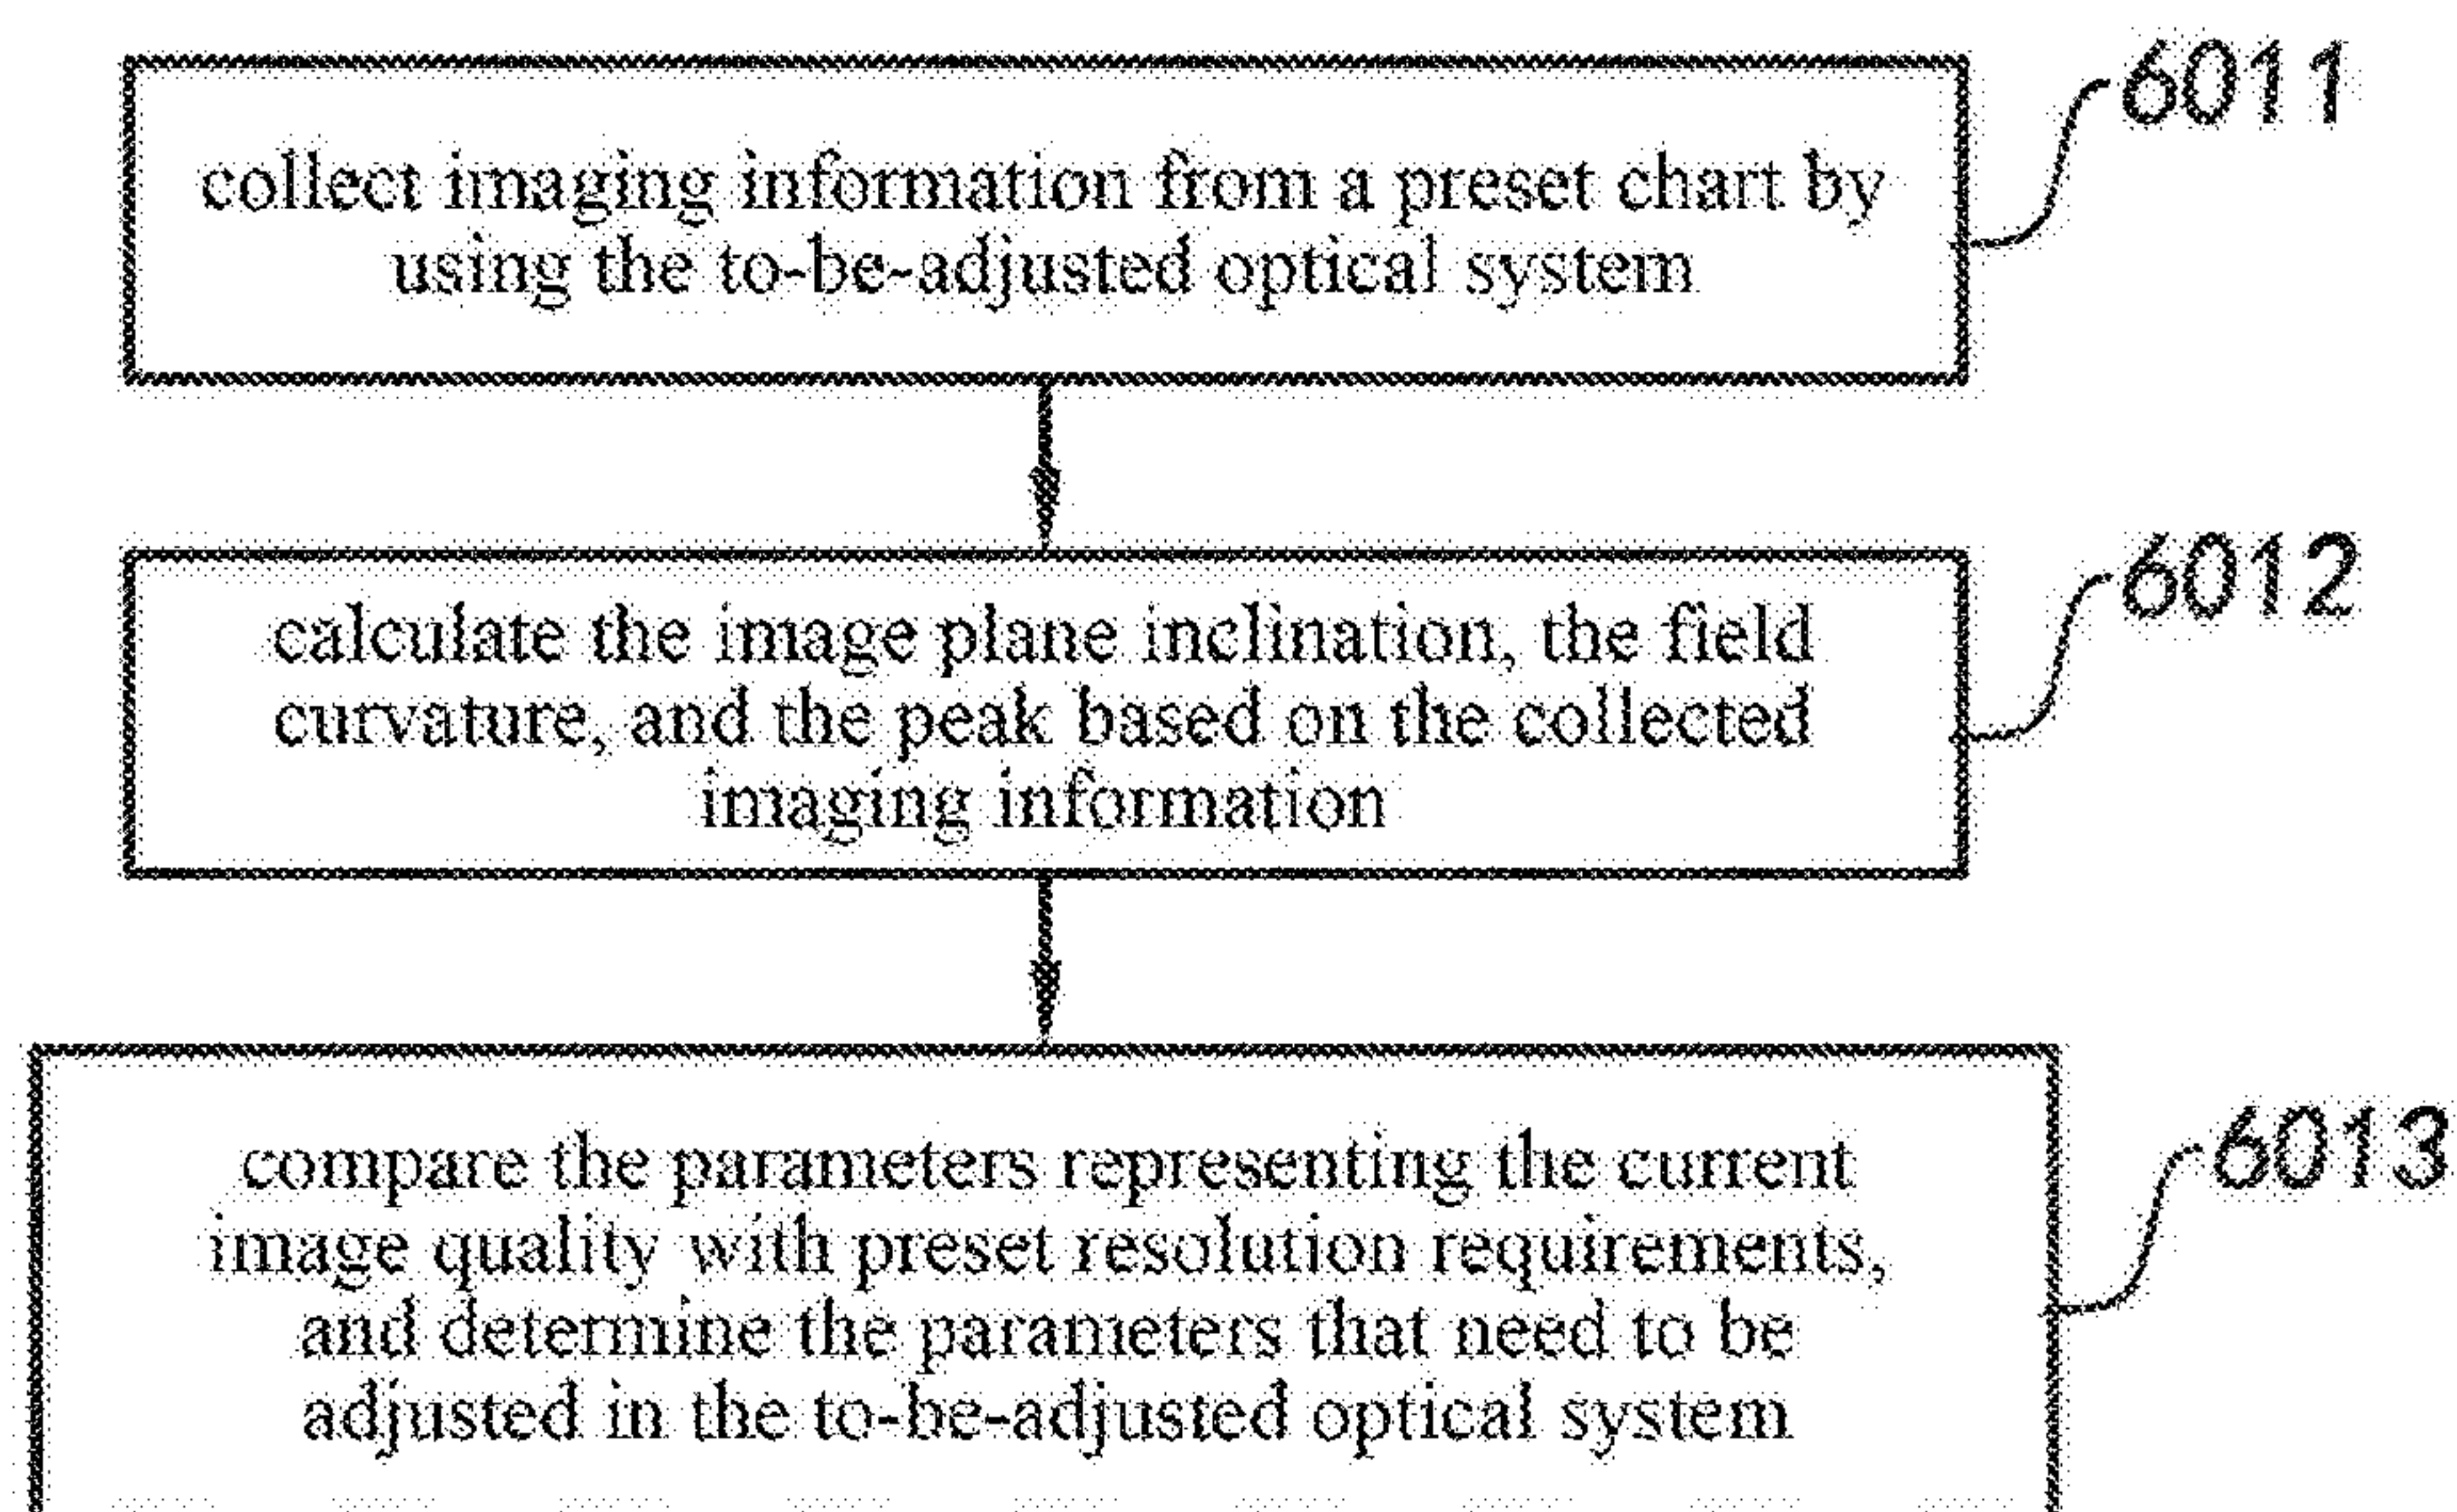 6011
collect imaging information from a preset chart by
using the to-be-adjusted optical system
6012
calculate the image plane inclination, the field
curvature, and the peak based on the collected
imaging information
6013
compare the parameters representing the current
image quality with preset resolution requirements,
and determine the parameters that need to be
adjusted in the to-be-adjusted optical system